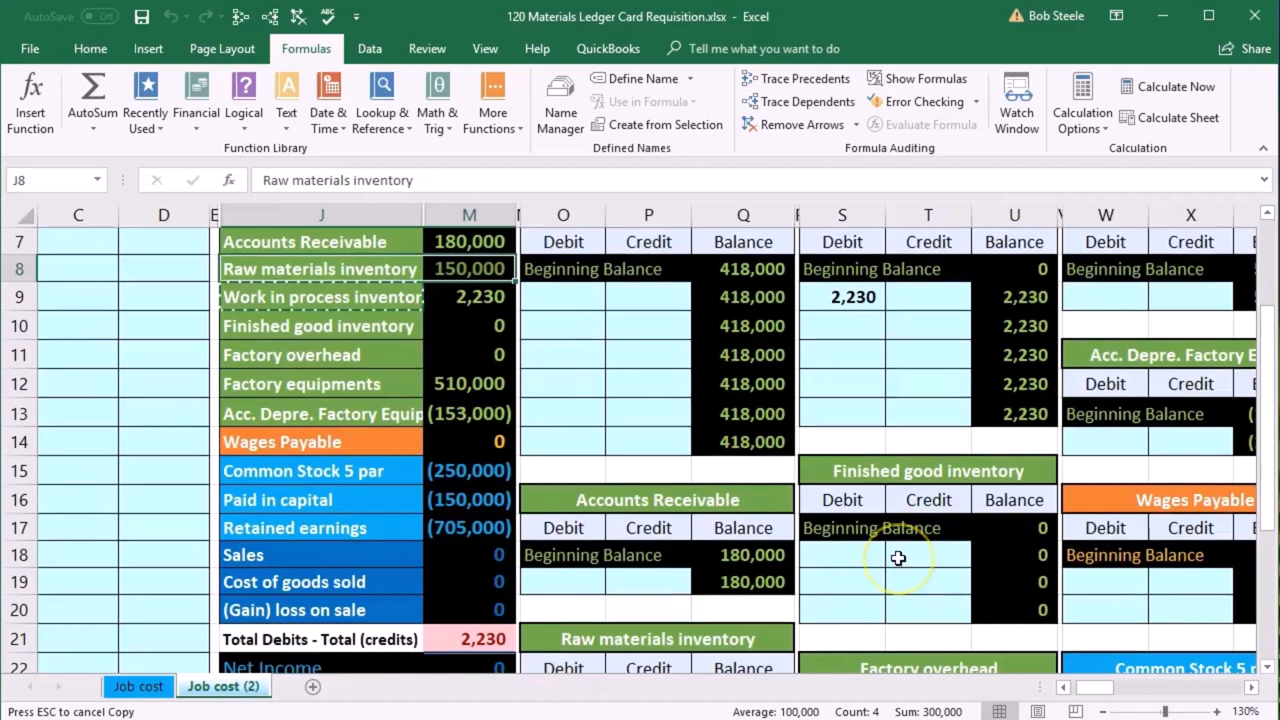 AutoSave Off 120 Materials Ledger Card Requisition.xlsx - Excel Bob Steele
File Home Insert Page Layout Formulas Data Review View Help QuickBooks Tell me what you want to do Share
Insert Function
AutoSum
Recently Used
Financial
Logical
Text
Date & Time
Lookup & Reference
Math & Trig
More Functions
Function Library
Name Manager
Define Name
Use in Formula
Create from Selection
Defined Names
Trace Precedents
Trace Dependents
Remove Arrows
Show Formulas
Error Checking
Evaluate Formula
Formula Auditing
Watch Window
Calculation Options
Calculate Now
Calculate Sheet
Calculation
J8 fx Raw materials inventory
C D E J M O P Q S T U W X
7 Accounts Receivable 180,000 Debit Credit Balance Debit Credit Balance Debit Credit
8 Raw materials inventory 150,000 Beginning Balance 418,000 Beginning Balance 0 Beginning Balance
9 Work in process inventor 2,230 418,000 2,230 2,230
10 Finished good inventory 0 418,000 2,230
11 Factory overhead 0 418,000 2,230 Acc. Depre. Factory E
12 Factory equipments 510,000 418,000 2,230 Debit Credit
13 Acc. Depre. Factory Equip (153,000) 418,000 2,230 Beginning Balance
14 Wages Payable 0 418,000
15 Common Stock 5 par (250,000) Finished good inventory
16 Paid in capital (150,000) Accounts Receivable Debit Credit Balance Wages Payable
17 Retained earnings (705,000) Debit Credit Balance Beginning Balance 0 Debit Credit
18 Sales 0 Beginning Balance 180,000 0 Beginning Balance
19 Cost of goods sold 0 180,000 0
20 (Gain) loss on sale 0 0
21 Total Debits - Total (credits) 2,230 Raw materials inventory
22 Net Income 0 Debit Credit Balance Factory overhead Common Stock 5
Job cost Job cost (2)
Press ESC to cancel Copy Average: 100,000 Count: 4 Sum: 300,000 130%